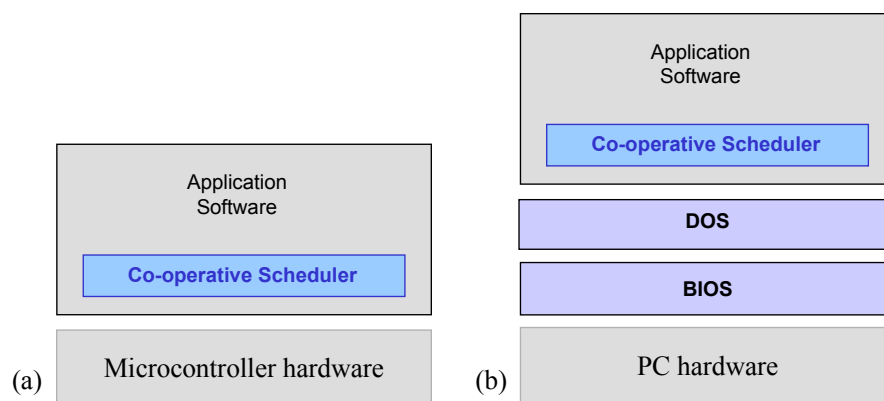 Application
Software
Co-operative Scheduler
Microcontroller hardware
(a)
Application
Software
Co-operative Scheduler
DOS
BIOS
PC hardware
(b)